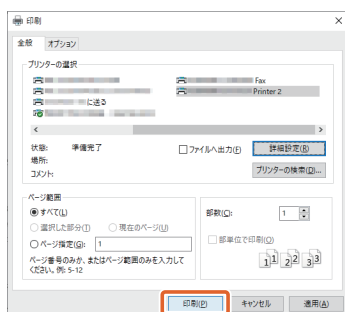 印刷
全般 オプション
プリンターの選択
Fax
Printer 2
に送る
状態: 準備完了
場所:
コメント:
ファイルへ出力(F)
詳細設定(R)
プリンターの検索(D)...
ページ範囲
すべて(L)
選択した部分(T) 現在のページ(U)
ページ指定(G): 1
ページ番号のみか、またはページ範囲のみを入力して
ください。例: 5-12
部数(C): 1
部単位で印刷(O)
1 1 2 2 3 3
印刷(P) キャンセル 適用(A)